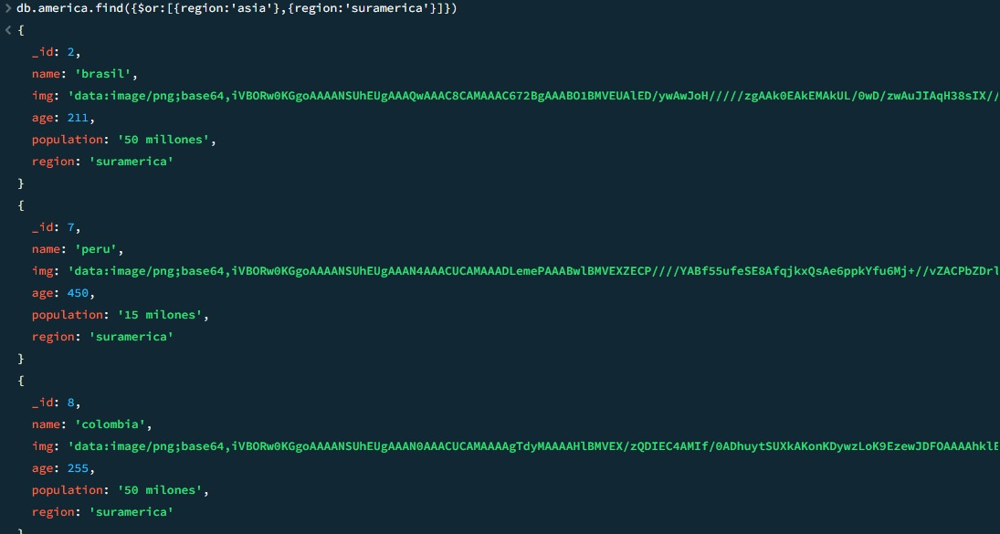 > db.america.find({$or:[{region:'asia'},{region:'suramerica'}]})
< {
_id: 2,
name: 'brasil',
img: 'data:image/png;base64,iVBORw0KGgoAAAANSUhEUgAAAQwAAAC8CAMAAAC672BgAAABO1BMVEUAlED/ywAwJoH/////zgAAk0EAkEMAkUL/0wD/zwAuJIAqH38sIX//
age: 211,
population: '50 millones',
region: 'suramerica'
}
{
_id: 7,
name: 'peru',
img: 'data:image/png;base64,iVBORw0KGgoAAAANSUhEUgAAAN4AAACUCAMAAADLemePAAABwlBMVEXZECP////YABf55ufeSE8AfqjkxQsAe6ppkYfu6Mj+//vZACPbZDrl
age: 450,
population: '15 milones',
region: 'suramerica'
}
{
_id: 8,
name: 'colombia',
img: 'data:image/png;base64,iVBORw0KGgoAAAANSUhEUgAAAN0AAACUCAMAAAAgTdyMAAAAHlBMVEX/zQDIEC4AMIf/0ADhuytSUXkAKonKDywzLoK9EzewJDFOAAAAhklE
age: 255,
population: '50 milones',
region: 'suramerica'
}